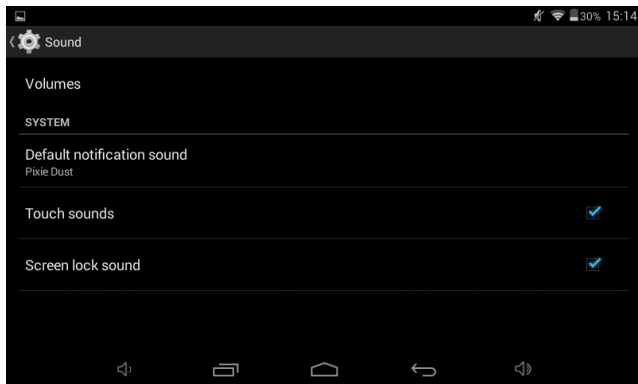 30% 15:14
Sound
Volumes
SYSTEM
Default notification sound
Pixie Dust
Touch sounds
Screen lock sound